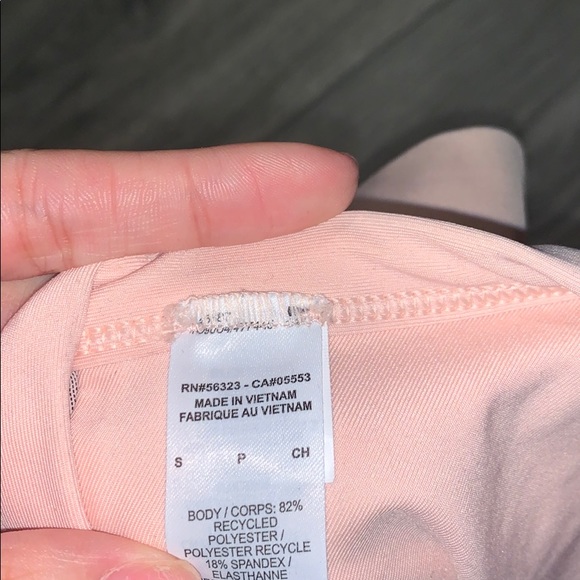 RN#56323 - CA#05553
MADE IN VIETNAM
FABRIQUE AU VIETNAM
S P CH
BODY / CORPS: 82%
RECYCLED
POLYESTER /
POLYESTER RECYCLE
18% SPANDEX /
ELASTHANNE